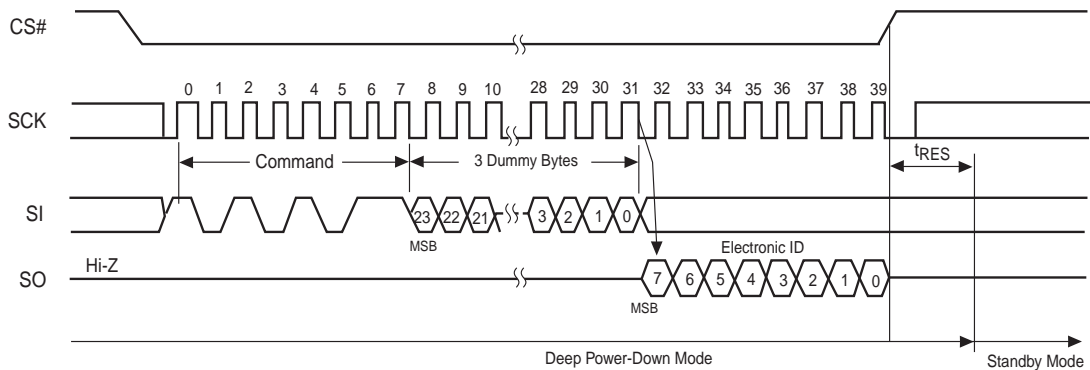 CS#
0 1 2 3 4 5 6 7 8 9 10 28 29 30 31 32 33 34 35 36 37 38 39
SCK
Command
3 Dummy Bytes
tRES
SI
23 22 21 3 2 1 0
MSB
Electronic ID
Hi-Z
SO
7 6 5 4 3 2 1 0
MSB
Deep Power-Down Mode
Standby Mode